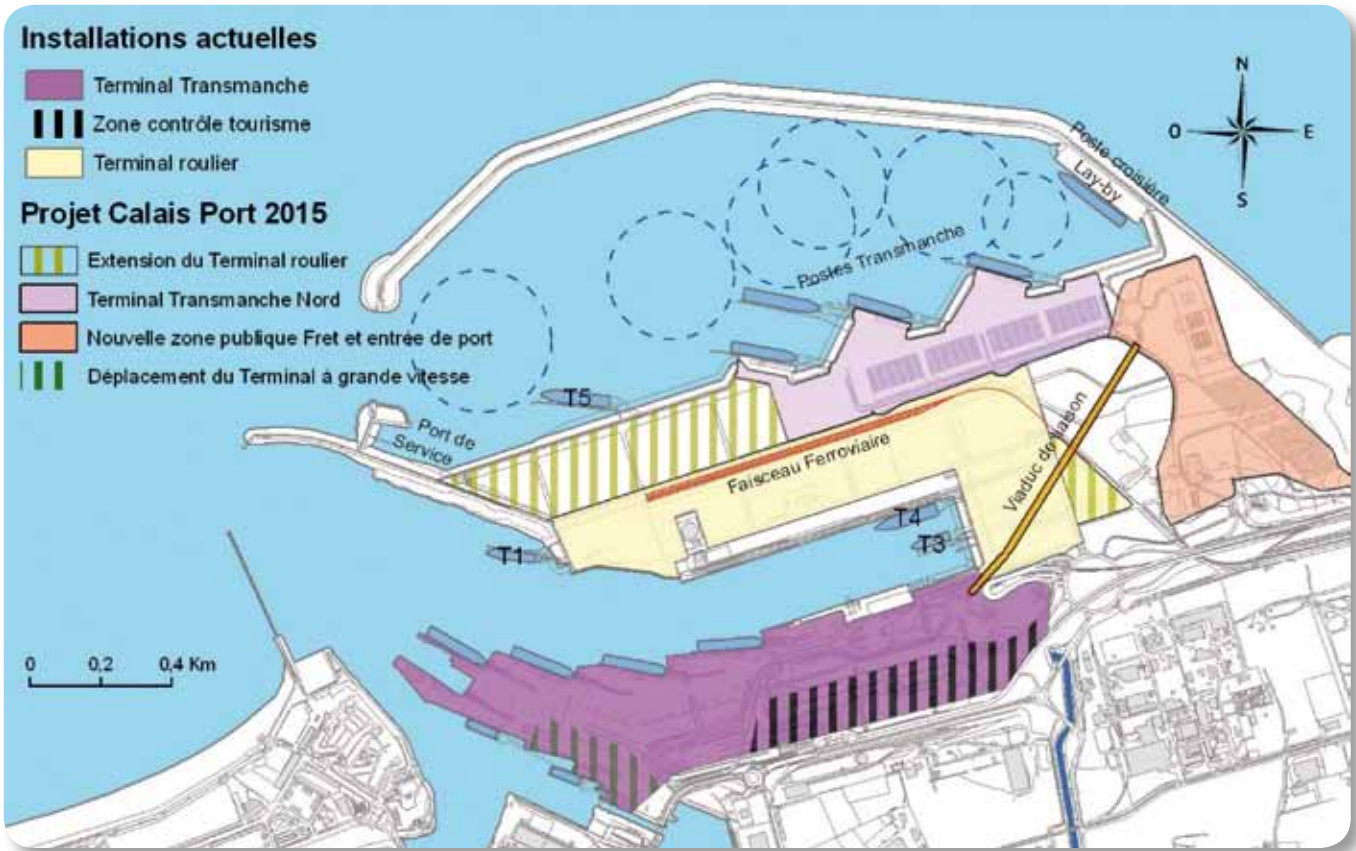 Installations actuelles
Terminal Transmanche
Zone contrôle tourisme
Terminal roulier
Projet Calais Port 2015
Extension du Terminal roulier
Terminal Transmanche Nord
Nouvelle zone publique Fret et entrée de port
Déplacement du Terminal à grande vitesse
N
O
E
S
Poste croisière
Lay-by
Postes Transmanche
T5
Port de
Service
Faisceau Ferroviaire
Viaduc de liaison
T4
T3
T1
0 0,2 0,4 Km